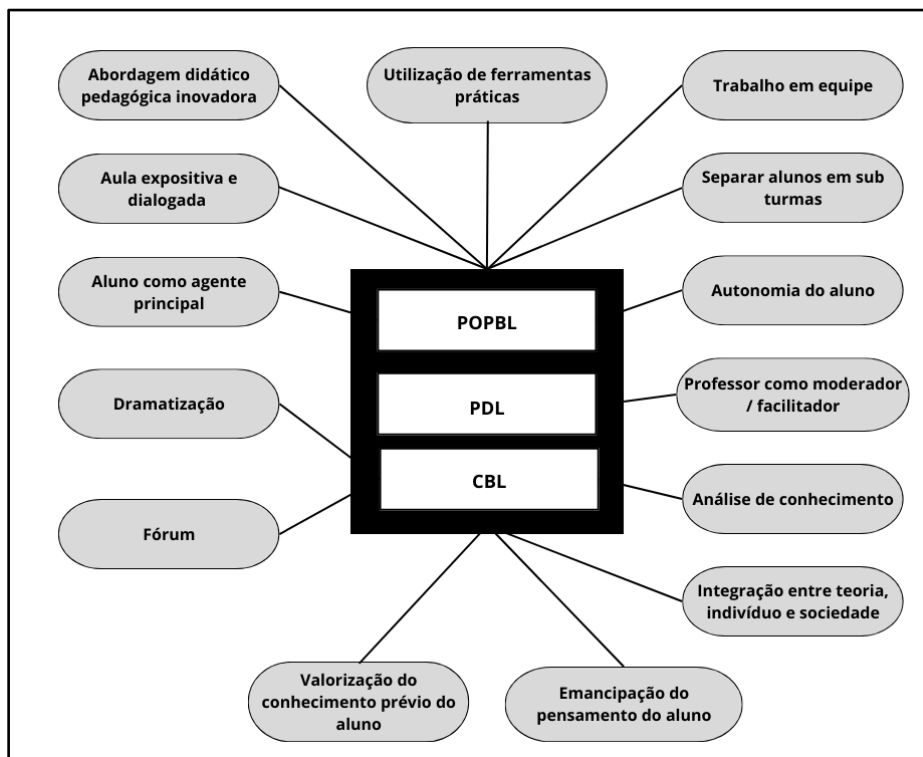 Abordagem didático
pedagógica inovadora
Utilização de ferramentas
práticas
Trabalho em equipe
Aula expositiva e
dialogada
Separar alunos em sub
turmas
Aluno como agente
principal
Autonomia do aluno
POPBL
Dramatização
PDL
Professor como moderador
/ facilitador
CBL
Análise de conhecimento
Fórum
Integração entre teoria,
indivíduo e sociedade
Valorização do
conhecimento prévio do
aluno
Emancipação do
pensamento do aluno